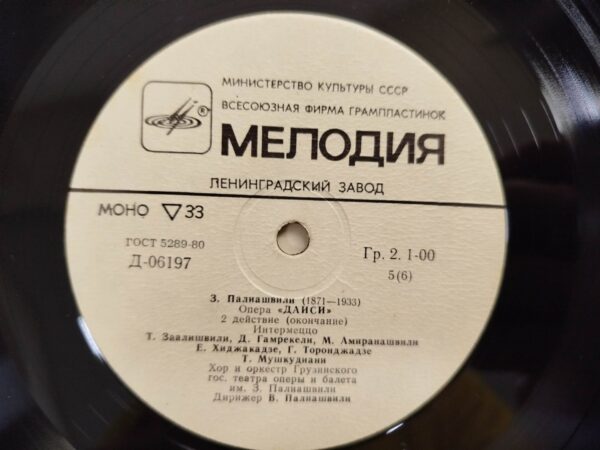 МИНИСТЕРСТВО КУЛЬТУРЫ СССР
ВСЕСОЮЗНАЯ ФИРМА ГРАМПЛАСТИНОК
®
МЕЛОДИЯ
ЛЕНИНГРАДСКИЙ ЗАВОД
МОНО ▽ 33
ГОСТ 5289-80
Д-06197
Гр. 2. 1-00
5(6)
З. Палиашвили (1871—1933)
Опера «ДАИСИ»
2 действие (окончание)
Интермеццо
Т. Заалишвили, Д. Гамрекели, М. Амиранашвили
Е. Хиджакадзе, Г. Торонджадзе
Т. Мушкудиани
Хор и оркестр Грузинского
гос. театра оперы и балета
им. З. Палиашвили
Дирижер В. Палиашвили